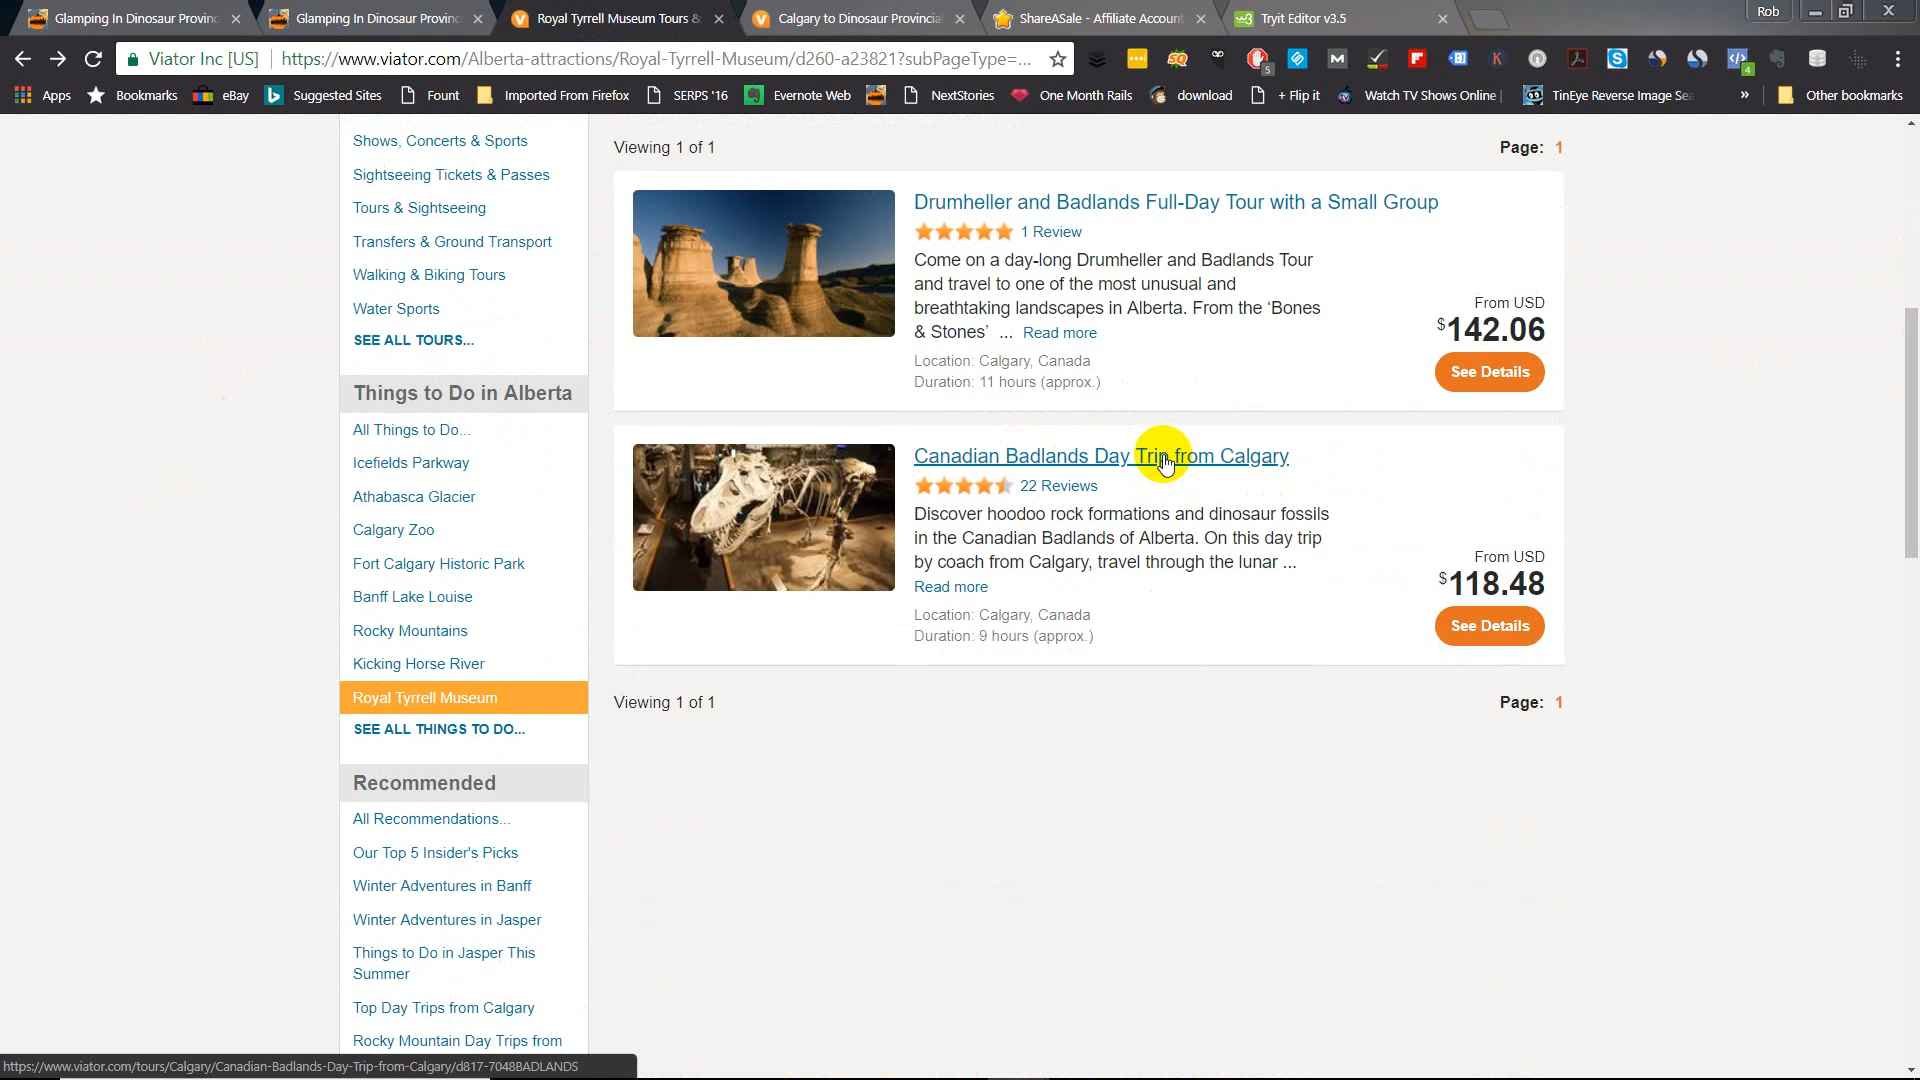 Glamping In Dinosaur Provinc
Glamping In Dinosaur Provinc
Royal Tyrrell Museum Tours &
Calgary to Dinosaur Provincial
ShareASale - Affiliate Account
Tryit Editor v3.5
Rob
Viator Inc [US]
https://www.viator.com/Alberta-attractions/Royal-Tyrrell-Museum/d260-a23821?subPageType=...
5
4
Apps
Bookmarks
eBay
Suggested Sites
Fount
Imported From Firefox
SERPS '16
Evernote Web
NextStories
One Month Rails
download
+ Flip it
Watch TV Shows Online
TinEye Reverse Image Sea
»
Other bookmarks
Shows, Concerts & Sports
Sightseeing Tickets & Passes
Tours & Sightseeing
Transfers & Ground Transport
Walking & Biking Tours
Water Sports
SEE ALL TOURS...
Things to Do in Alberta
All Things to Do...
Icefields Parkway
Athabasca Glacier
Calgary Zoo
Fort Calgary Historic Park
Banff Lake Louise
Rocky Mountains
Kicking Horse River
Royal Tyrrell Museum
SEE ALL THINGS TO DO...
Recommended
All Recommendations...
Our Top 5 Insider's Picks
Winter Adventures in Banff
Winter Adventures in Jasper
Things to Do in Jasper This
Summer
Top Day Trips from Calgary
Rocky Mountain Day Trips from
Viewing 1 of 1
Page: 1
Drumheller and Badlands Full-Day Tour with a Small Group
1 Review
Come on a day-long Drumheller and Badlands Tour
and travel to one of the most unusual and
breathtaking landscapes in Alberta. From the ‘Bones
& Stones’ ... Read more
Location: Calgary, Canada
Duration: 11 hours (approx.)
From USD
$142.06
See Details
Canadian Badlands Day Trip from Calgary
22 Reviews
Discover hoodoo rock formations and dinosaur fossils
in the Canadian Badlands of Alberta. On this day trip
by coach from Calgary, travel through the lunar ...
Read more
Location: Calgary, Canada
Duration: 9 hours (approx.)
From USD
$118.48
See Details
Viewing 1 of 1
Page: 1
https://www.viator.com/tours/Calgary/Canadian-Badlands-Day-Trip-from-Calgary/d817-7048BADLANDS